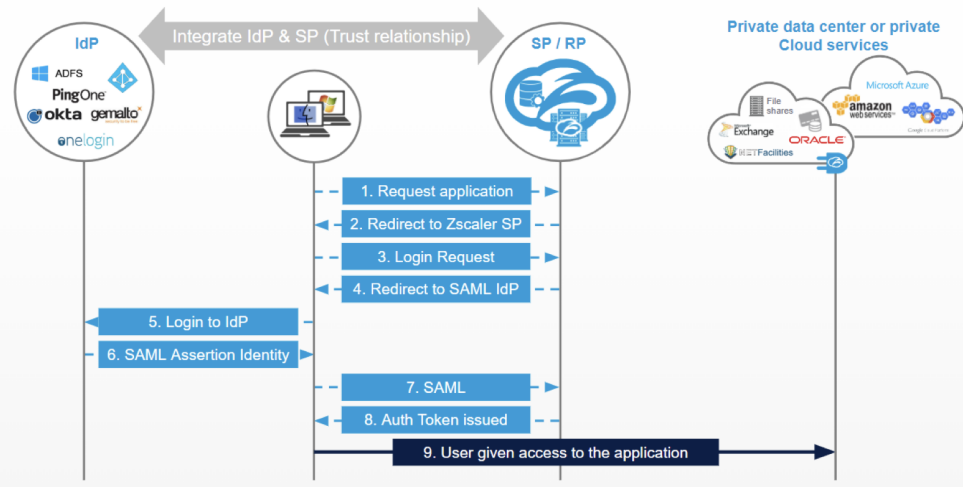 Integrate IdP & SP (Trust relationship)
IdP
ADFS
PingOne
okta gemalto
onelogin
SP / RP
Private data center or private
Cloud services
Microsoft Azure
File
shares
amazon
web services
Exchange
ORACLE
NETFacilities
1. Request application
2. Redirect to Zscaler SP
3. Login Request
4. Redirect to SAML IdP
5. Login to IdP
6. SAML Assertion Identity
7. SAML
8. Auth Token issued
9. User given access to the application